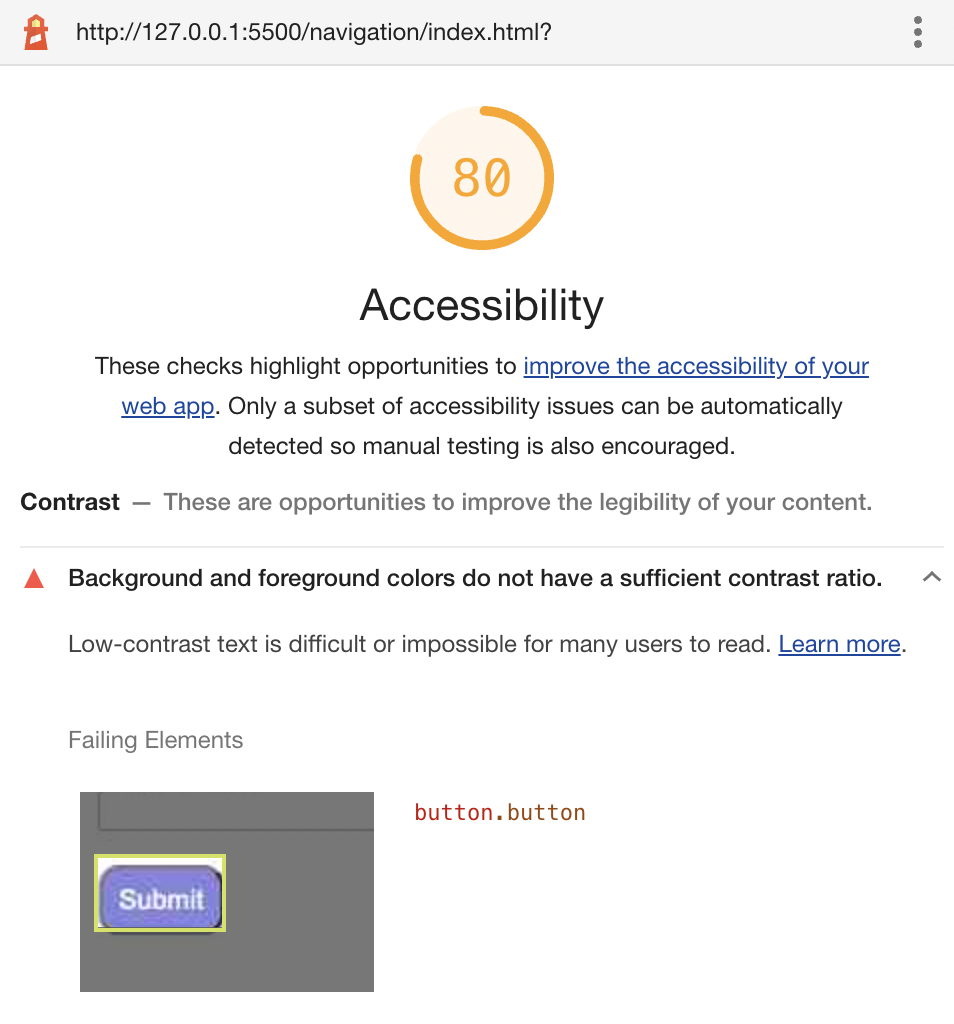 http://127.0.0.1:5500/navigation/index.html?
80
Accessibility
These checks highlight opportunities to improve the accessibility of your
web app. Only a subset of accessibility issues can be automatically
detected so manual testing is also encouraged.
Contrast — These are opportunities to improve the legibility of your content.
Background and foreground colors do not have a sufficient contrast ratio.
Low-contrast text is difficult or impossible for many users to read. Learn more.
Failing Elements
button.button
Submit